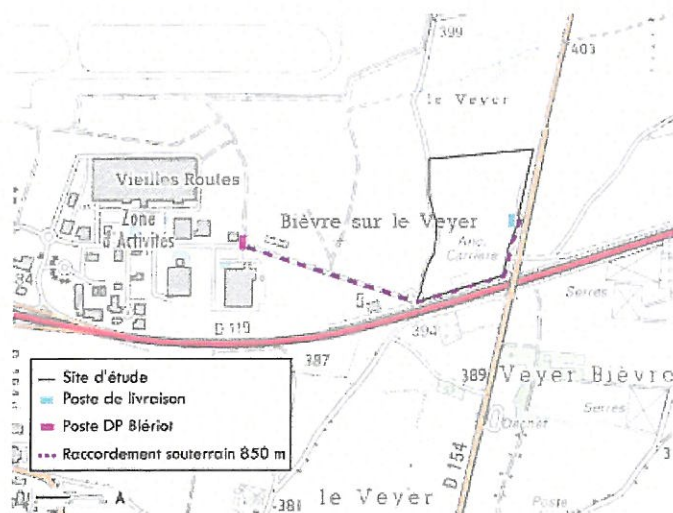 399
403
le Veyer
Vieilles Routes
Zone
d'Activités
Bièvre sur le Veyer
Anc.
Carrière
D 119
394
Serres
387
389
Veyer Bièvre
Serres
D 154
le Veyer
381
Poste
Site d'étude
Poste de livraison
Poste DP Blériot
Raccordement souterrain 850 m
A